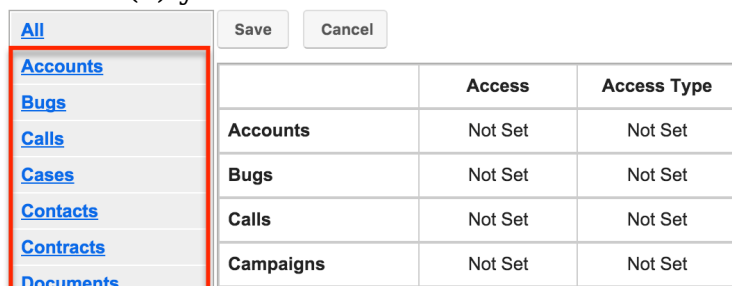 All
Accounts
Bugs
Calls
Cases
Contacts
Contracts
Documents
Save Cancel
Access Access Type
Accounts Not Set Not Set
Bugs Not Set Not Set
Calls Not Set Not Set
Campaigns Not Set Not Set